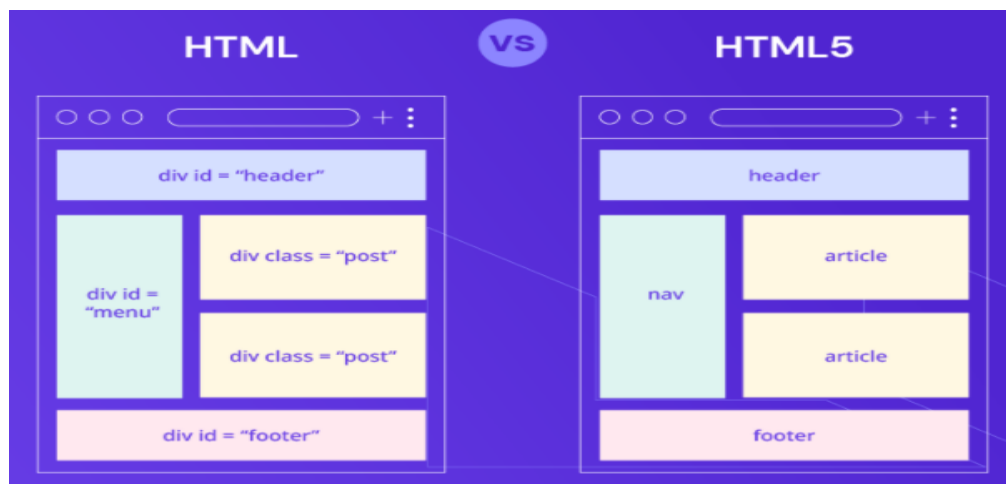 HTML
VS
HTML5
div id = “header”
div id =
“menu”
div class = “post”
div class = “post”
div id = “footer”
header
nav
article
article
footer